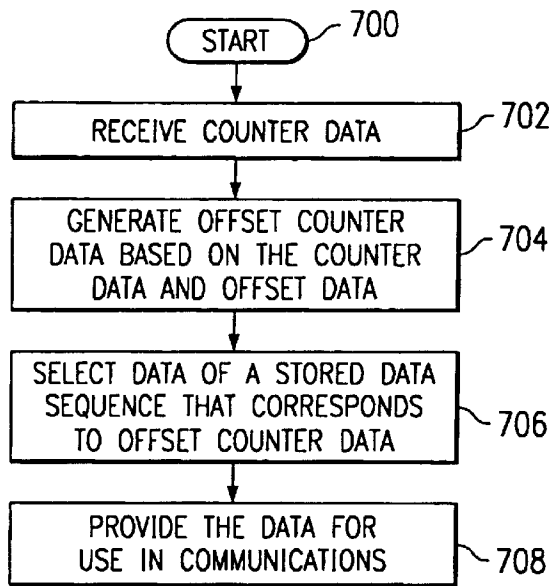 START
700
RECEIVE COUNTER DATA
702
GENERATE OFFSET COUNTER
DATA BASED ON THE COUNTER
DATA AND OFFSET DATA
704
SELECT DATA OF A STORED DATA
SEQUENCE THAT CORRESPONDS
TO OFFSET COUNTER DATA
706
PROVIDE THE DATA FOR
USE IN COMMUNICATIONS
708